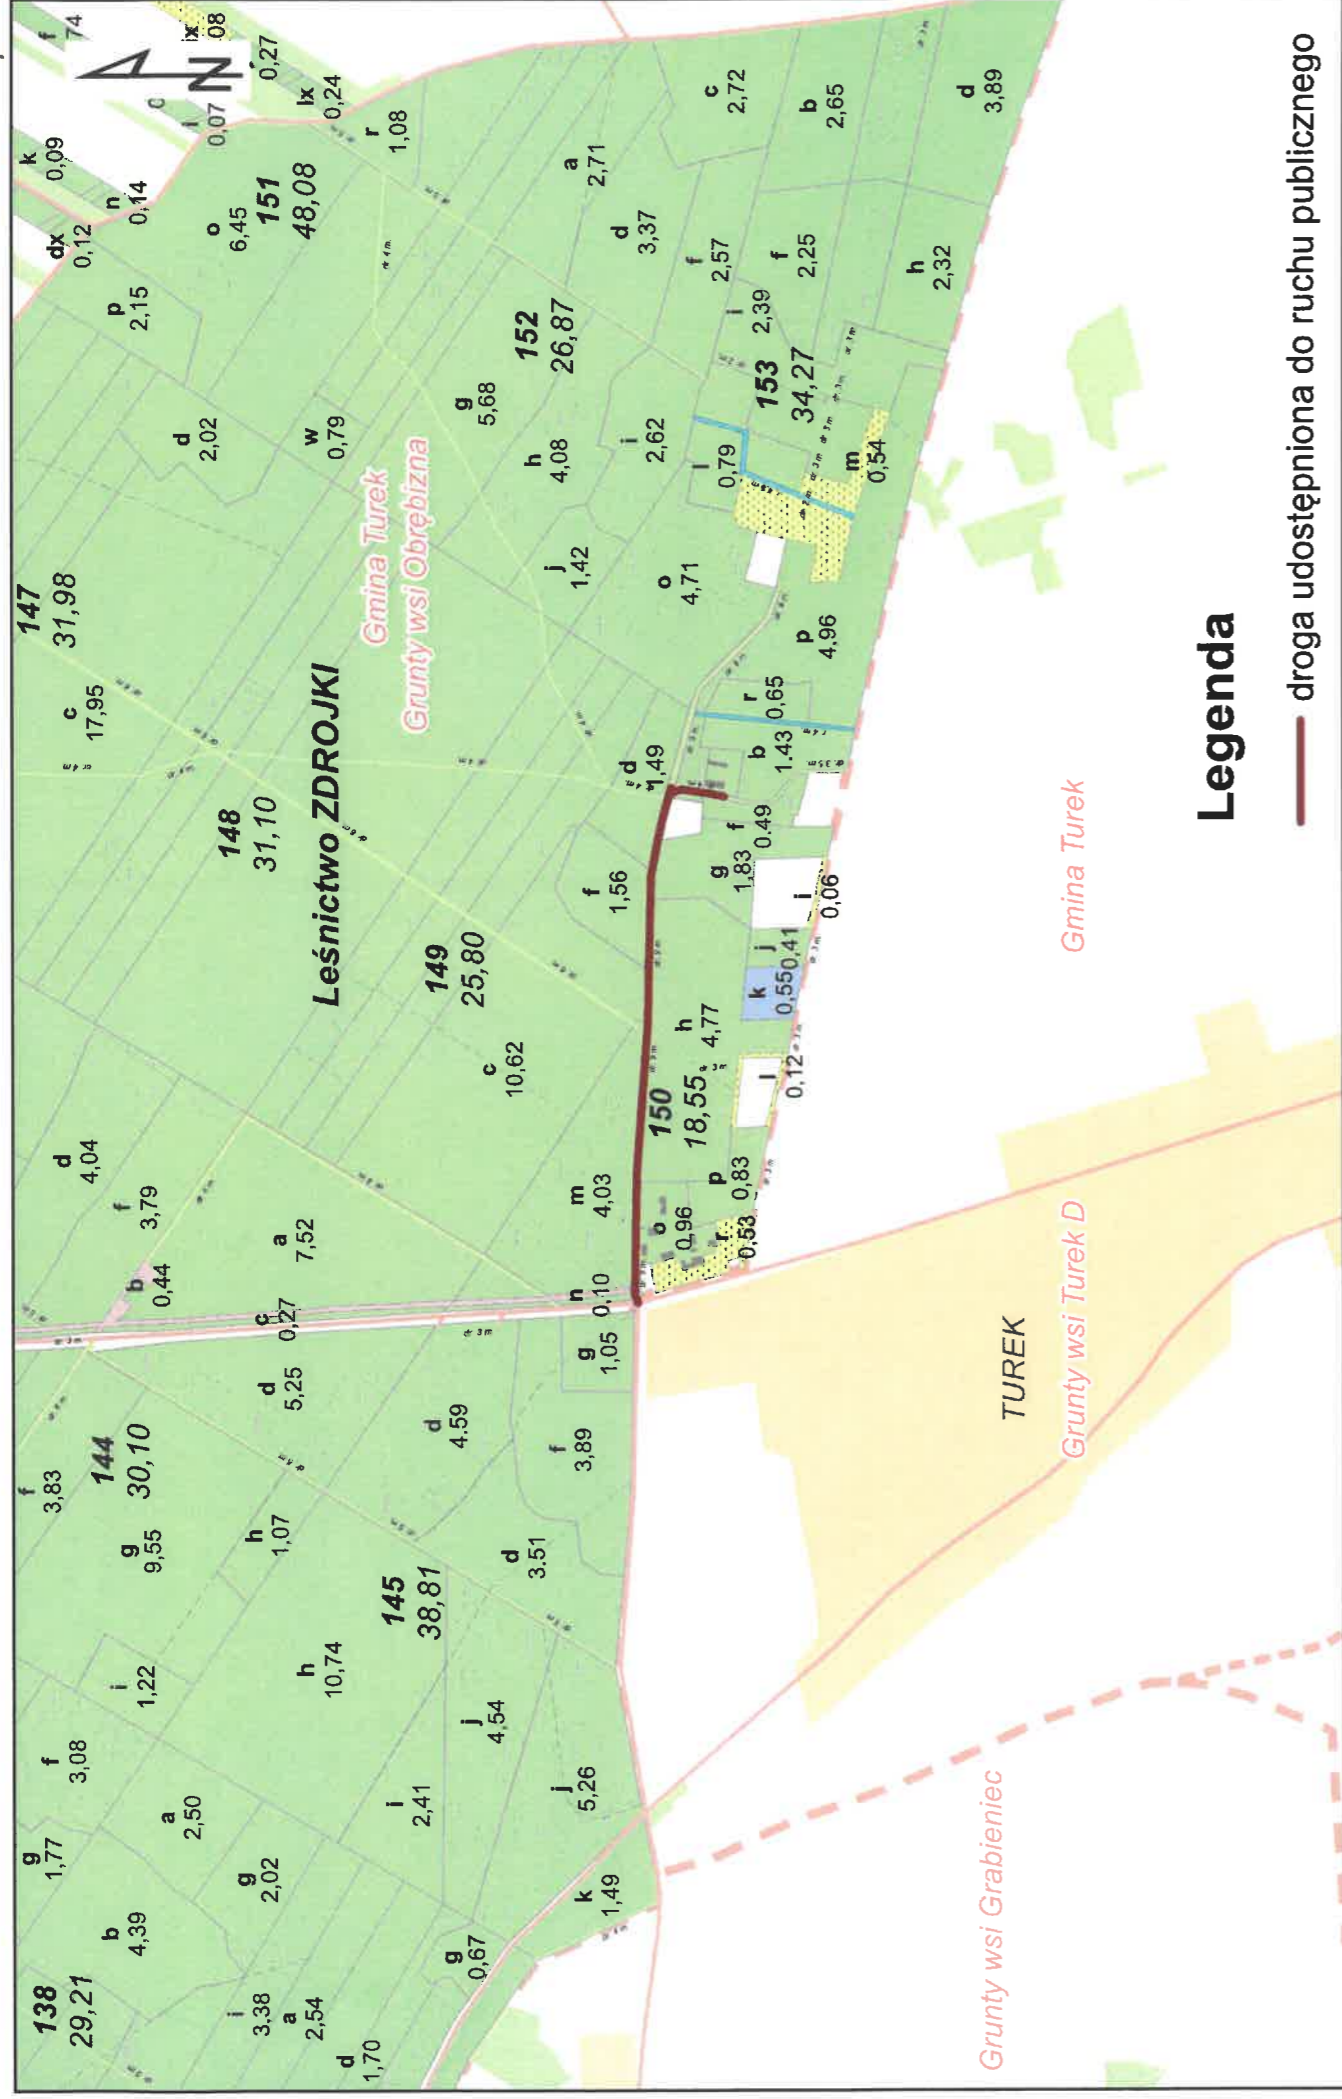 138
29,21
g
1,77
f
3,08
b
4,39
a
2,50
i
1,22
g
2,02
i
3,38
a
2,54
d
1,70
h
10,74
i
2,41
g
0,67
j
4,54
j
5,26
k
1,49
f
3,83
144
30,10
g
9,55
h
1,07
145
38,81
d
5,25
d
4.59
d
3.51
f
3,89
g
1,05
c
0,27
b
0,44
d
4,04
f
3,79
a
7,52
n
0,10
m
4,03
147
31,98
c
17,95
148
31,10
Leśnictwo ZDROJKI
149
25,80
c
10,62
f
1,56
d
1,49
Gmina Turek
Grunty wsi Obrębizna
d
2,02
w
0,79
p
2,15
dx
0,12
k
0,09
n
0,14
o
6,45
151
48,08
i
0,07
f
74
ix
08
0,27
lx
0,24
N
r
1,08
g
5,68
h
4,08
152
26,87
a
2,71
d
3,37
j
1,42
i
2,62
o
4,71
l
0,79
c
2,72
b
2,65
d
3,89
f
2,57
f
2,25
i
2,39
h
2,32
153
34,27
m
0,54
p
4,96
r
0,65
b
1.43
f
0.49
g
1,83
i
0,06
j
0,41
k
0,55
h
4,77
150
18,55
l
0,12
p
0,83
o
0,96
r
0,53
dr 3 m
dr 4 m
TUREK
Grunty wsi Turek D
Grunty wsi Grabieniec
Gmina Turek
Legenda
droga udostępniona do ruchu publicznego